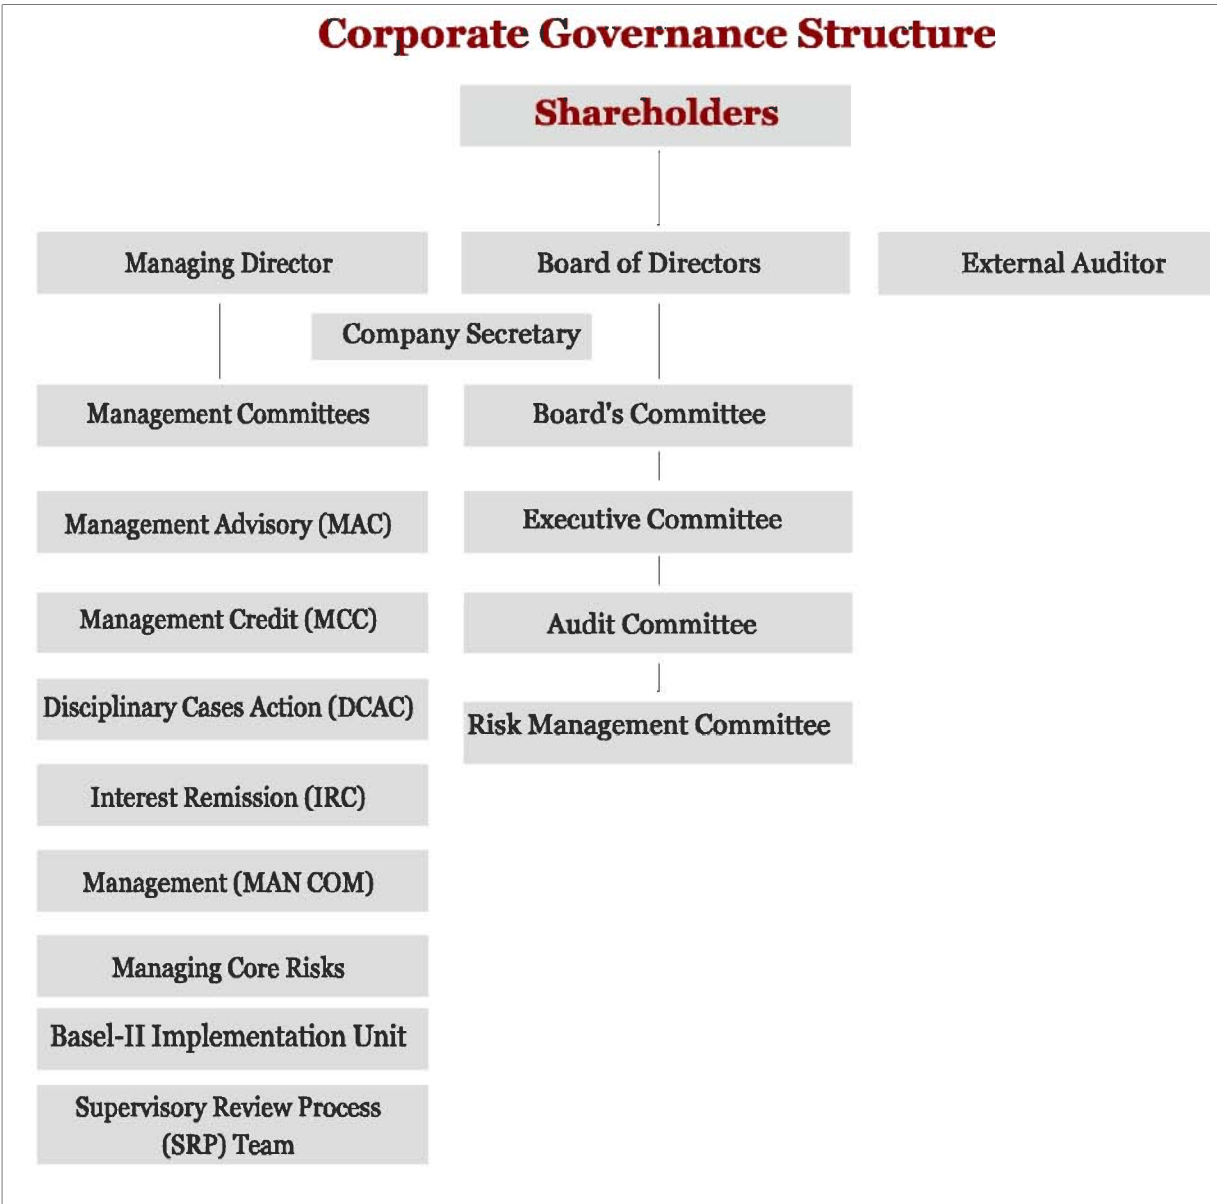 Corporate Governance Structure
Shareholders
Managing Director
Board of Directors
External Auditor
Company Secretary
Management Committees
Board's Committee
Management Advisory (MAC)
Executive Committee
Management Credit (MCC)
Audit Committee
Disciplinary Cases Action (DCAC)
Risk Management Committee
Interest Remission (IRC)
Management (MAN COM)
Managing Core Risks
Basel-II Implementation Unit
Supervisory Review Process
(SRP) Team